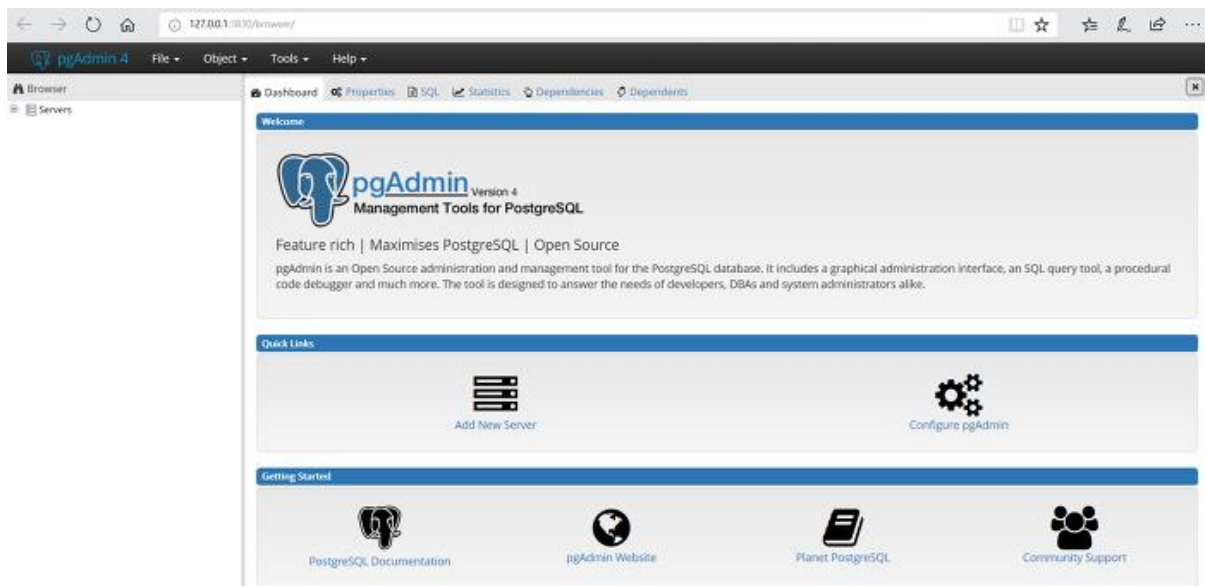 127.0.0.1
/browser/
pgAdmin 4 File Object Tools Help
Browser
Dashboard Properties SQL Statistics Dependencies Dependents
Servers
Welcome
pgAdmin Version 4
Management Tools for PostgreSQL
Feature rich | Maximises PostgreSQL | Open Source
pgAdmin is an Open Source administration and management tool for the PostgreSQL database. It includes a graphical administration interface, an SQL query tool, a procedural
code debugger and much more. The tool is designed to answer the needs of developers, DBAs and system administrators alike.
Quick Links
Add New Server
Configure pgAdmin
Getting Started
PostgreSQL Documentation
pgAdmin Website
Planet PostgreSQL
Community Support